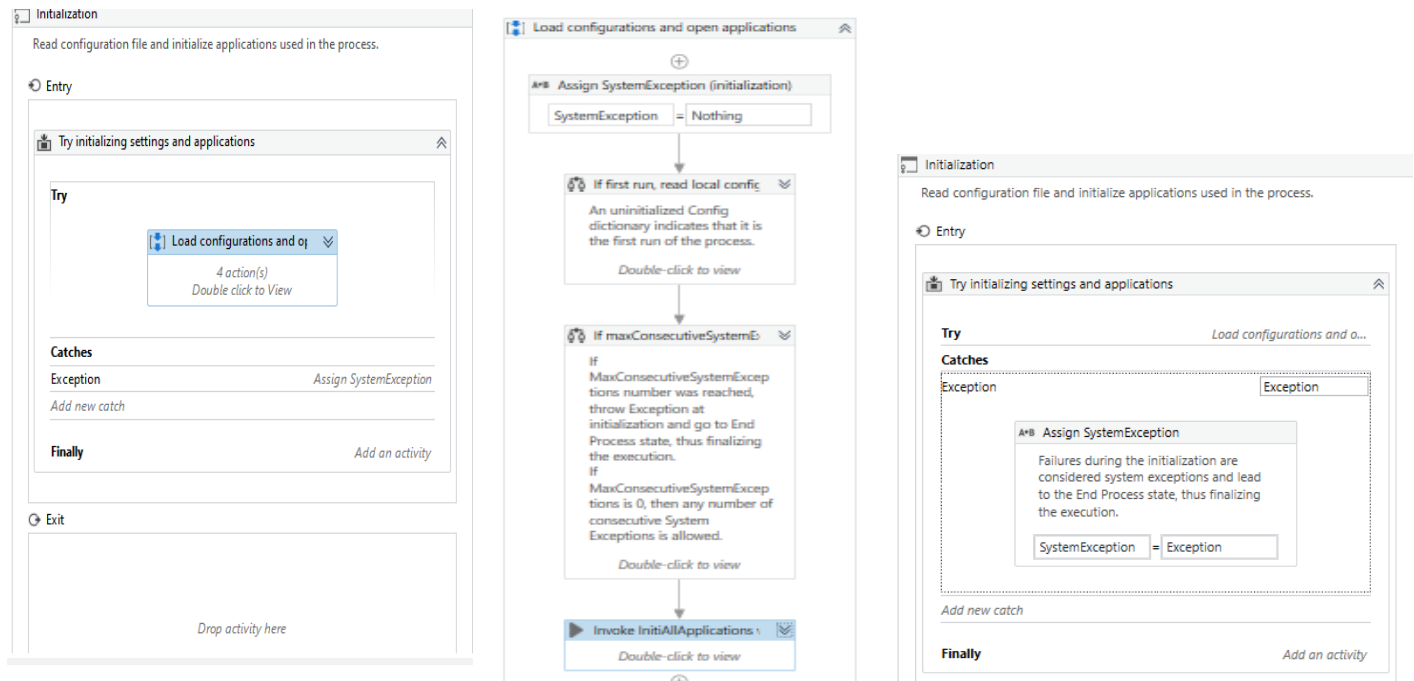 Initialization
Read configuration file and initialize applications used in the process.
Entry
Try initializing settings and applications
Try
Load configurations and op
4 action(s)
Double click to View
Catches
Exception
Assign SystemException
Add new catch
Finally
Add an activity
Exit
Drop activity here
Load configurations and open applications
A+B Assign SystemException (initialization)
SystemException = Nothing
If first run, read local config
An uninitialized Config
dictionary indicates that it is
the first run of the process.
Double-click to view
If maxConsecutiveSystemEx
If
MaxConsecutiveSystemExcep
tions number was reached,
throw Exception at
initialization and go to End
Process state, thus finalizing
the execution.
If
MaxConsecutiveSystemExcep
tions is 0, then any number of
consecutive System
Exceptions is allowed.
Double-click to view
Invoke InitiAllApplications
Double-click to view
Initialization
Read configuration file and initialize applications used in the process.
Entry
Try initializing settings and applications
Try
Load configurations and o...
Catches
Exception
Exception
A+B Assign SystemException
Failures during the initialization are
considered system exceptions and lead
to the End Process state, thus finalizing
the execution.
SystemException = Exception
Add new catch
Finally
Add an activity